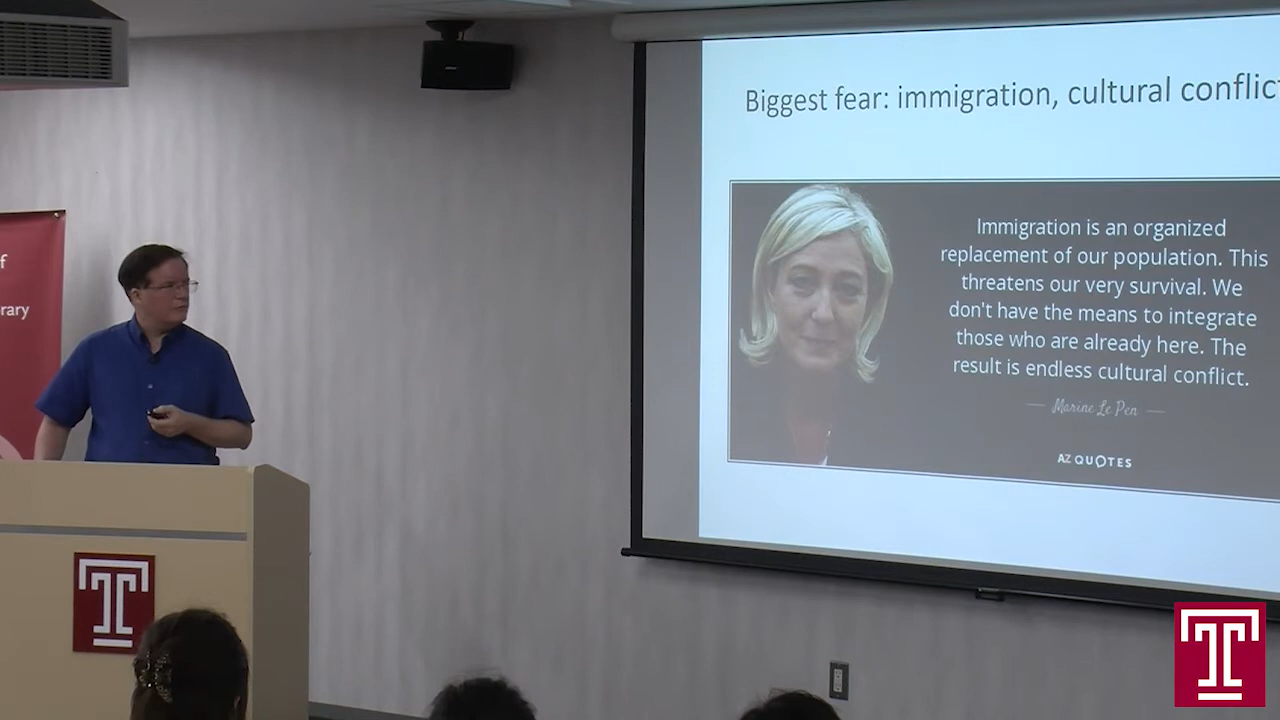 Biggest fear: immigration, cultural conflic
Immigration is an organized
replacement of our population. This
threatens our very survival. We
don't have the means to integrate
those who are already here. The
result is endless cultural conflict.
Marine Le Pen
AZ QUOTES
f
rary
T
T